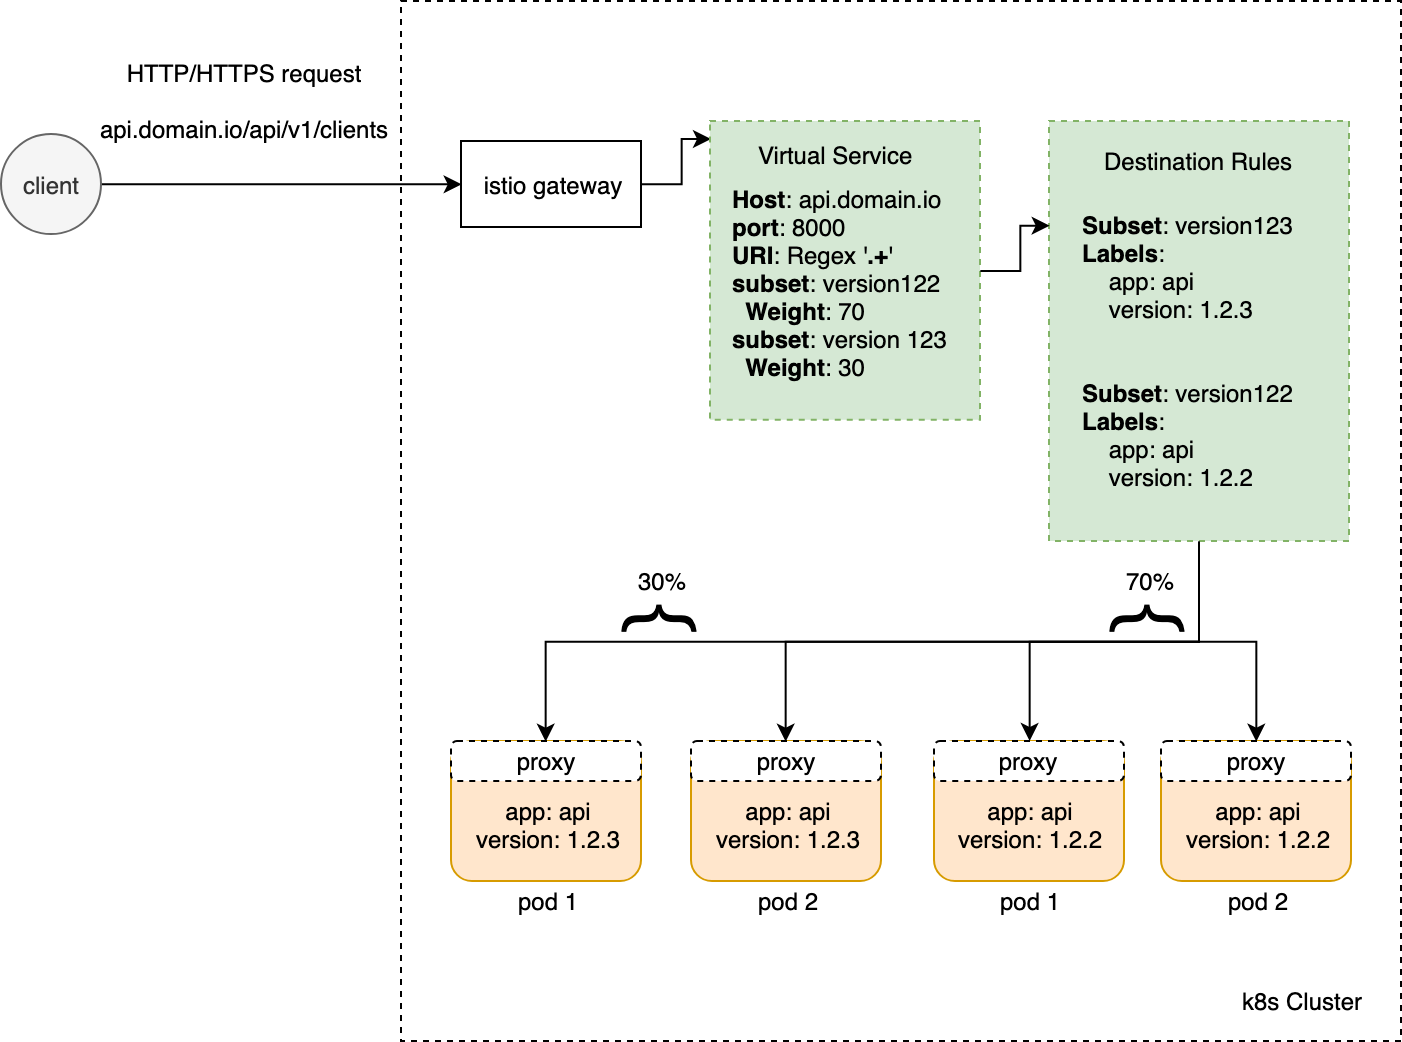 HTTP/HTTPS request
api.domain.io/api/v1/clients
client
istio gateway
Virtual Service
Host: api.domain.io
port: 8000
URI: Regex '.+'
subset: version122
Weight: 70
subset: version 123
Weight: 30
Destination Rules
Subset: version123
Labels:
app: api
version: 1.2.3
Subset: version122
Labels:
app: api
version: 1.2.2
30%
70%
proxy
app: api
version: 1.2.3
pod 1
proxy
app: api
version: 1.2.3
pod 2
proxy
app: api
version: 1.2.2
pod 1
proxy
app: api
version: 1.2.2
pod 2
k8s Cluster